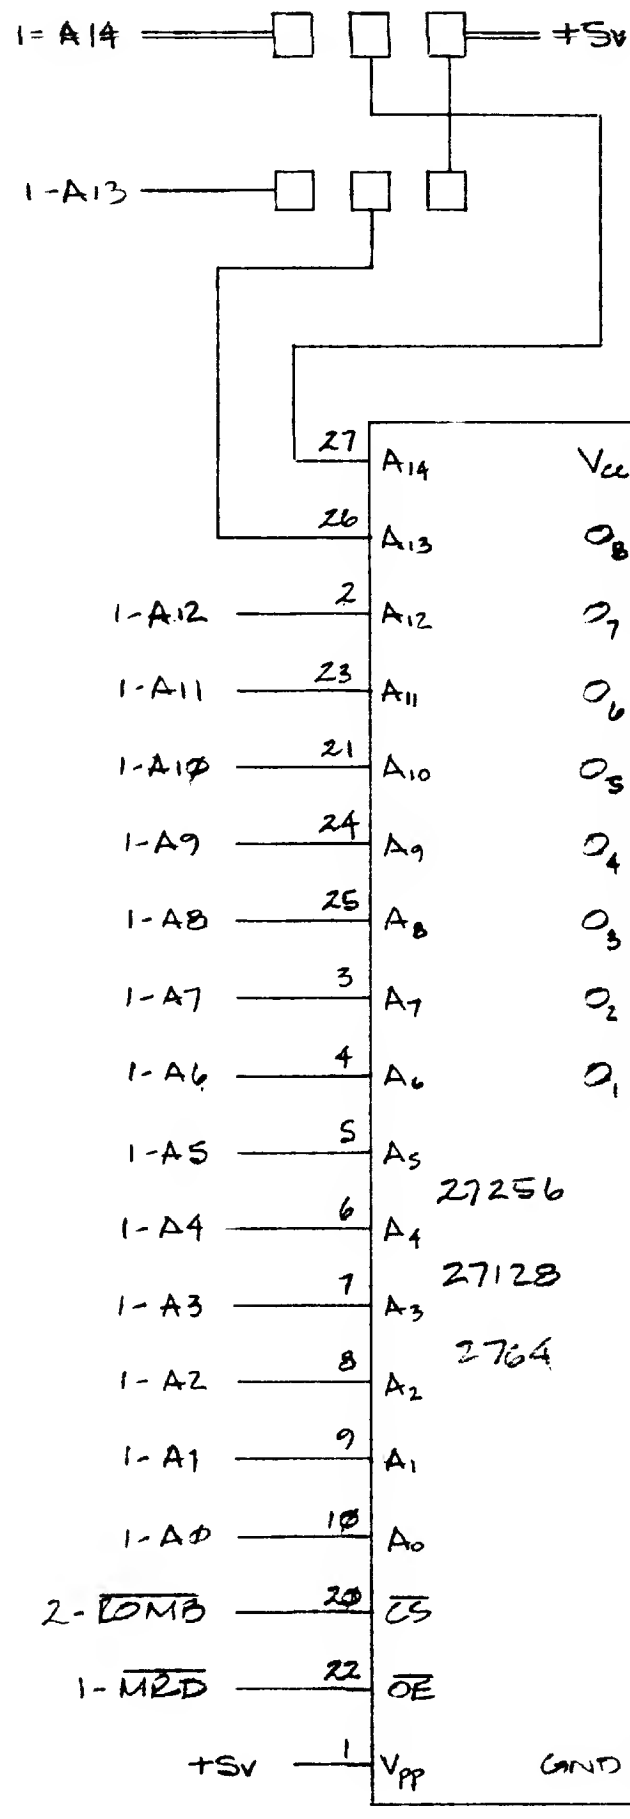 1-A14 +5v
1-A13
27 A14 Vcc
26 A13 O8
1-A12 2 A12 O7
1-A11 23 A11 O6
1-A10 21 A10 O5
1-A9 24 A9 O4
1-A8 25 A8 O3
1-A7 3 A7 O2
1-A6 4 A6 O1
1-A5 5 A5
27256
1-A4 6 A4
27128
1-A3 7 A3
2764
1-A2 8 A2
1-A1 9 A1
1-A0 10 A0
2-ROMB 20 CS
1-MRD 22 OE
+5v 1 Vpp GND